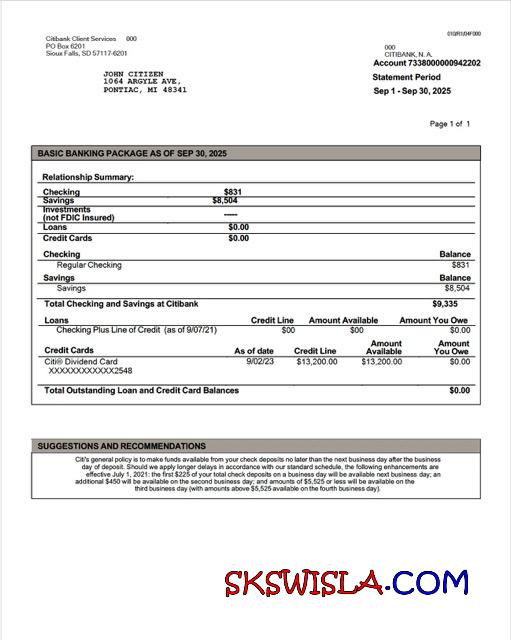 010/R1/04F000
Citibank Client Services 000
PO Box 6201
Sioux Falls, SD 57117-6201
000
CITIBANK, N. A.
Account 7338000000942202
JOHN CITIZEN
1064 ARGYLE AVE,
PONTIAC, MI 48341
Statement Period
Sep 1 - Sep 30, 2025
Page 1 of 1
BASIC BANKING PACKAGE AS OF SEP 30, 2025
Relationship Summary:
Checking $831
Savings $8,504
Investments
(not FDIC Insured) -----
Loans $0.00
Credit Cards $0.00
Checking Balance
Regular Checking $831
Savings Balance
Savings $8,504
Total Checking and Savings at Citibank $9,335
Loans Credit Line Amount Available Amount You Owe
Checking Plus Line of Credit (as of 9/07/21) $00 $00 $0.00
Credit Cards As of date Credit Line Amount Available Amount You Owe
Citi® Dividend Card 9/02/23 $13,200.00 $13,200.00 $0.00
XXXXXXXXXXXX2548
Total Outstanding Loan and Credit Card Balances $0.00
SUGGESTIONS AND RECOMMENDATIONS
Citi's general policy is to make funds available from your check deposits no later than the next business day after the business
day of deposit. Should we apply longer delays in accordance with our standard schedule, the following enhancements are
effective July 1, 2021: the first $225 of your total check deposits on a business day will be available next business day; an
additional $450 will be available on the second business day; and amounts of $5,525 or less will be available on the
third business day (with amounts above $5,525 available on the fourth business day).
SKSWISLA.COM